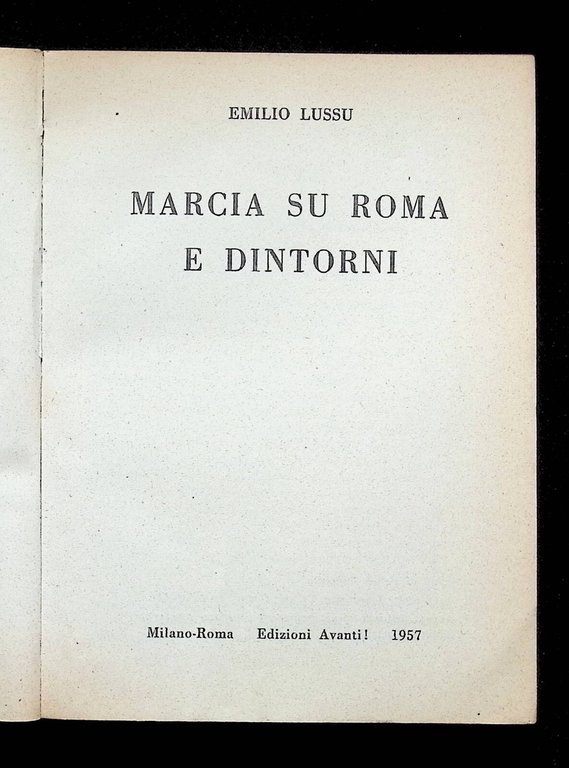 EMILIO LUSSU
MARCIA SU ROMA
E DINTORNI
Milano-Roma Edizioni Avanti! 1957